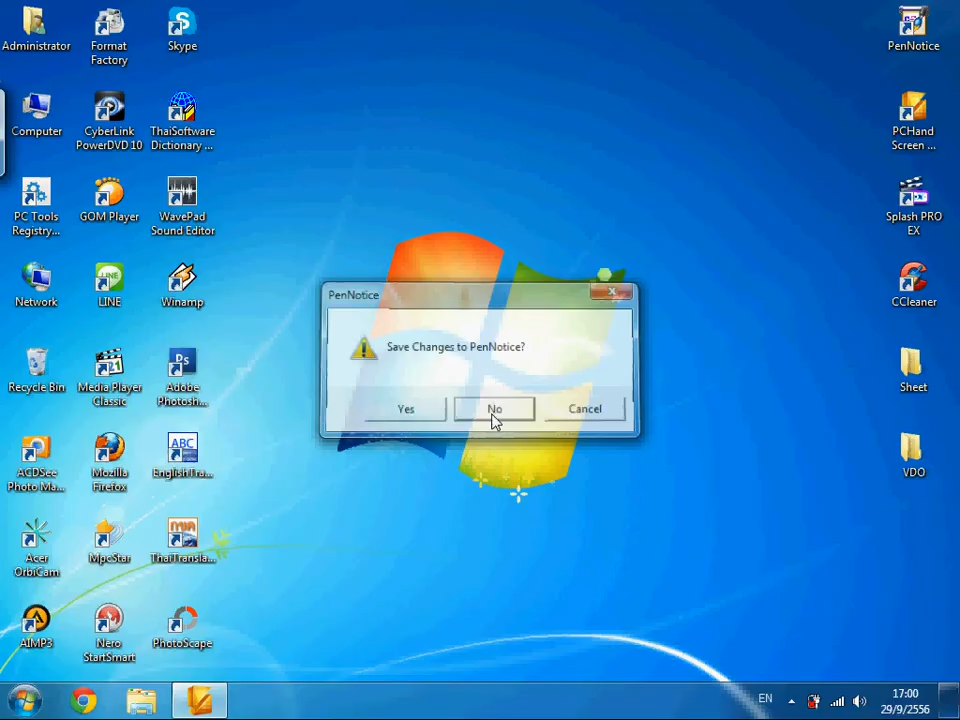 Administrator
Format
Factory
Skype
PenNotice
Computer
CyberLink
PowerDVD 10
ThaiSoftware
Dictionary ...
PCHand
Screen ...
PC Tools
Registry...
GOM Player
WavePad
Sound Editor
Splash PRO
EX
Network
LINE
Winamp
CCleaner
PenNotice
Save Changes to PenNotice?
Yes
No
Cancel
Recycle Bin
Media Player
Classic
Ps
Adobe
Photosh...
Sheet
ACDSee
Photo Ma...
Mozilla
Firefox
ABC
EnglishTra...
VDO
Acer
OrbiCam
MpcStar
ThaiTransla...
AIMP3
Nero
StartSmart
PhotoScape
EN
17:00
29/9/2556